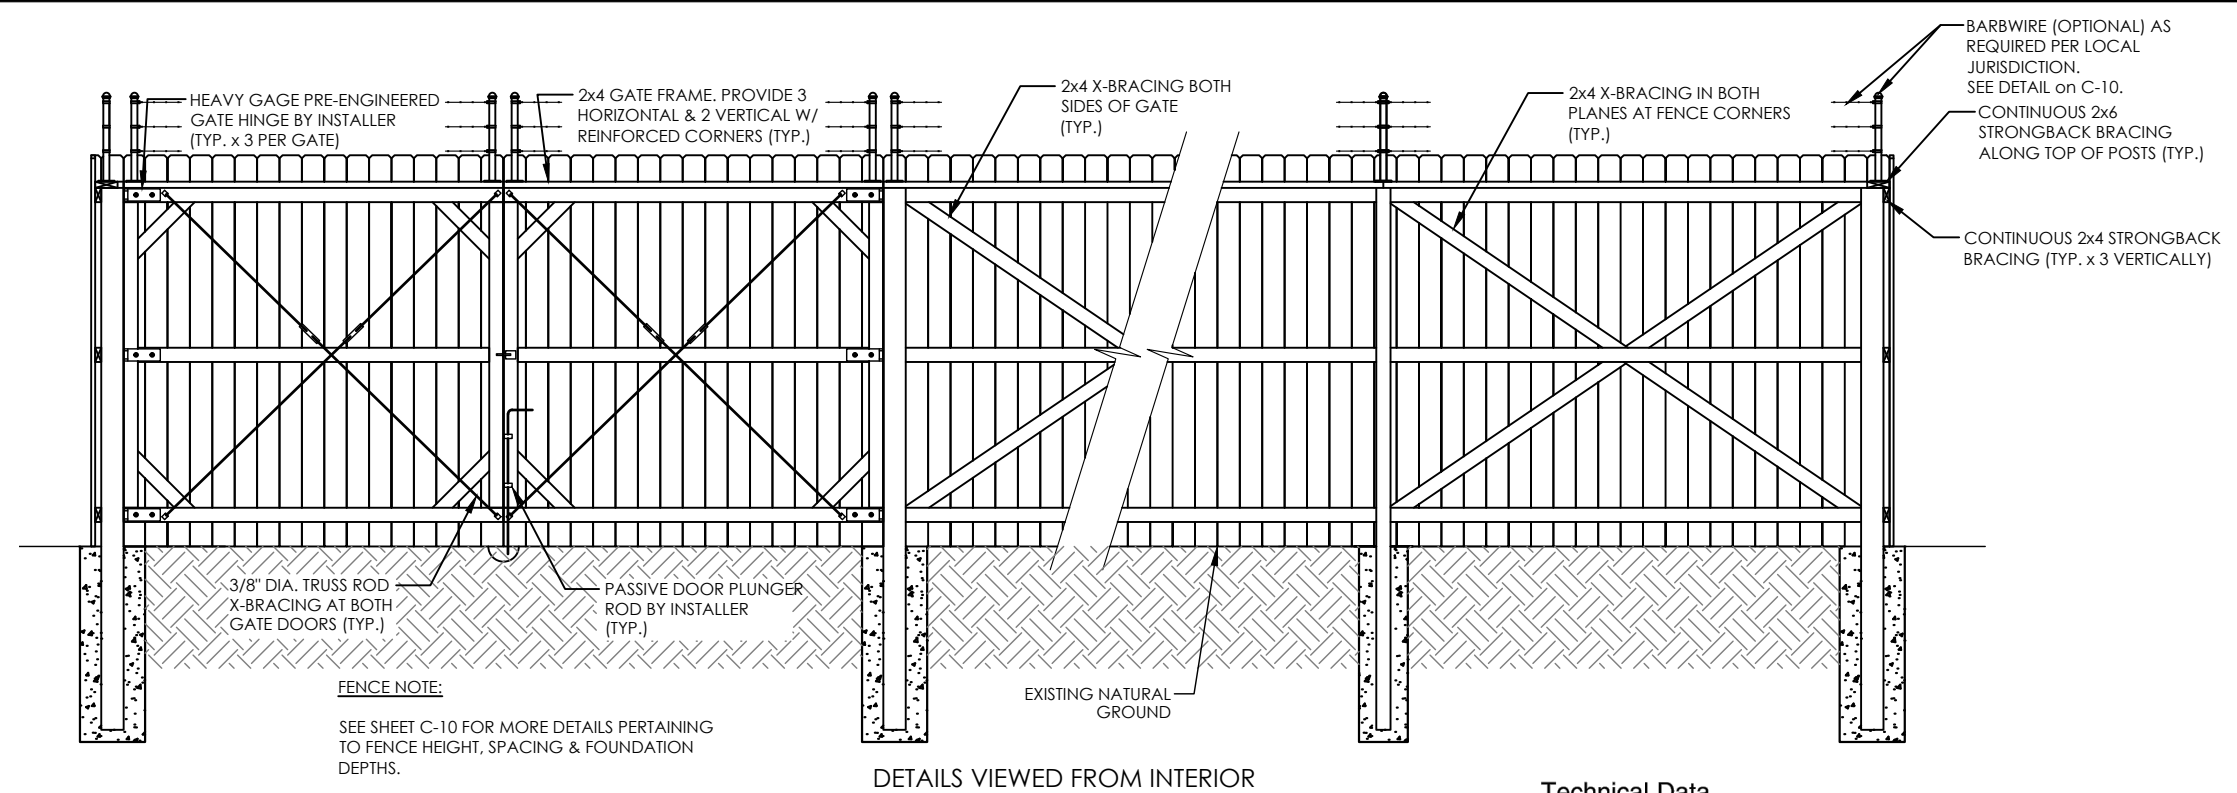 BARBWIRE (OPTIONAL) AS
REQUIRED PER LOCAL
JURISDICTION.
SEE DETAIL on C-10.
HEAVY GAGE PRE-ENGINEERED
GATE HINGE BY INSTALLER
(TYP. x 3 PER GATE)
2x4 GATE FRAME. PROVIDE 3
HORIZONTAL & 2 VERTICAL W/
REINFORCED CORNERS (TYP.)
2x4 X-BRACING BOTH
SIDES OF GATE
(TYP.)
2x4 X-BRACING IN BOTH
PLANES AT FENCE CORNERS
(TYP.)
CONTINUOUS 2x6
STRONGBACK BRACING
ALONG TOP OF POSTS (TYP.)
CONTINUOUS 2x4 STRONGBACK
BRACING (TYP. x 3 VERTICALLY)
3/8" DIA. TRUSS ROD
X-BRACING AT BOTH
GATE DOORS (TYP.)
PASSIVE DOOR PLUNGER
ROD BY INSTALLER
(TYP.)
EXISTING NATURAL
GROUND
FENCE NOTE:
SEE SHEET C-10 FOR MORE DETAILS PERTAINING
TO FENCE HEIGHT, SPACING & FOUNDATION
DEPTHS.
DETAILS VIEWED FROM INTERIOR
Technical Data